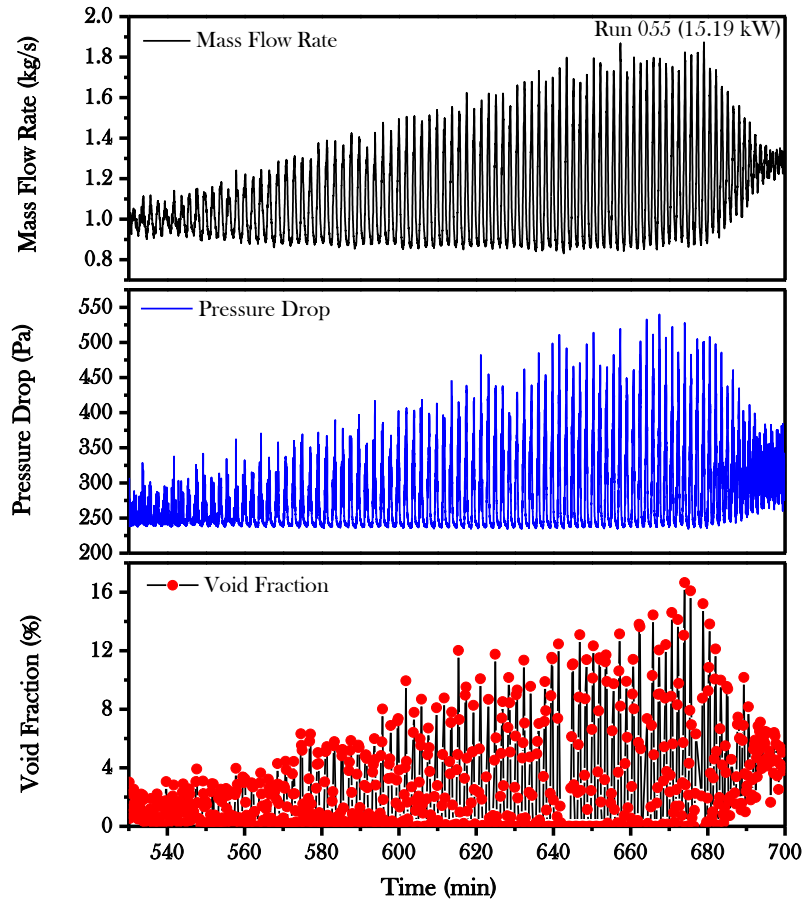 Run 055 (15.19 kW)
Mass Flow Rate
2.0
1.8
1.4
1.2
1.0
0.8
Mass Flow Rate (kg/s)
Pressure Drop
550
500
450
400
350
300
250
200
Pressure Drop (Pa)
Void Fraction
16
12
8
4
0
Void Fraction (%)
540 560 580 600 620 640 660 680 700
Time (min)